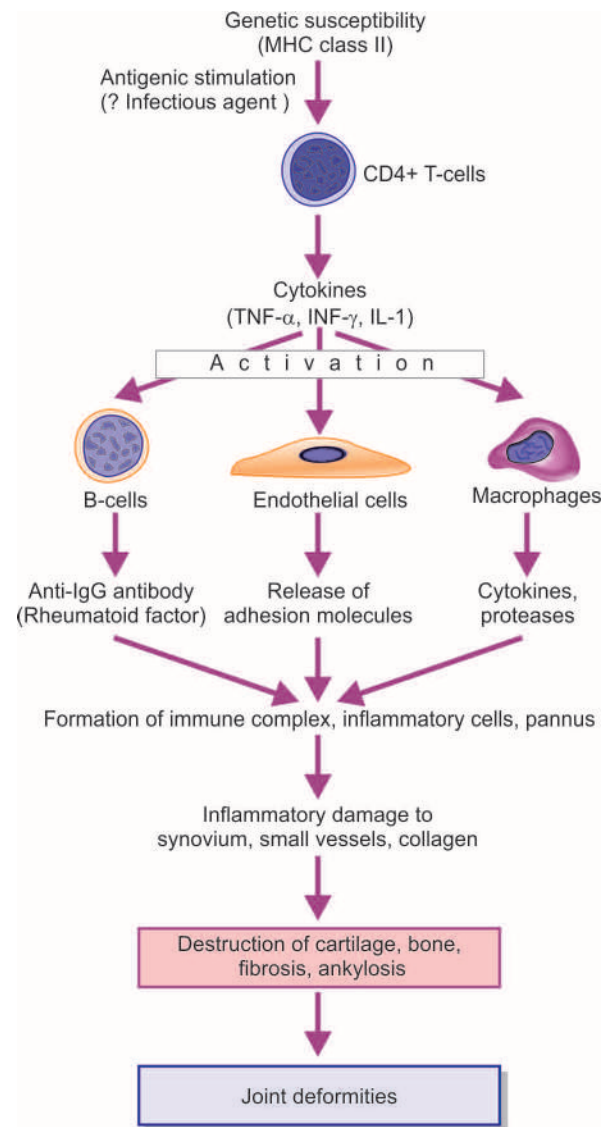 Genetic susceptibility
(MHC class II)
Antigenic stimulation
(? Infectious agent )
CD4+ T-cells
Cytokines
(TNF-α, INF-γ, IL-1)
Activation
B-cells
Endothelial cells
Macrophages
Anti-IgG antibody
(Rheumatoid factor)
Release of
adhesion molecules
Cytokines,
proteases
Formation of immune complex, inflammatory cells, pannus
Inflammatory damage to
synovium, small vessels, collagen
Destruction of cartilage, bone,
fibrosis, ankylosis
Joint deformities